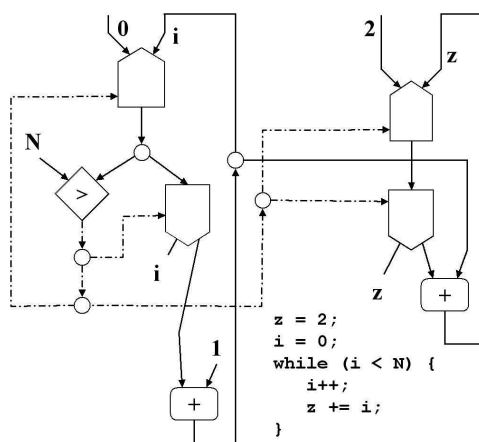 0
i
2
z
N
>
i
z
+
1
+
z = 2;
i = 0;
while (i < N) {
i++;
z += i;
}